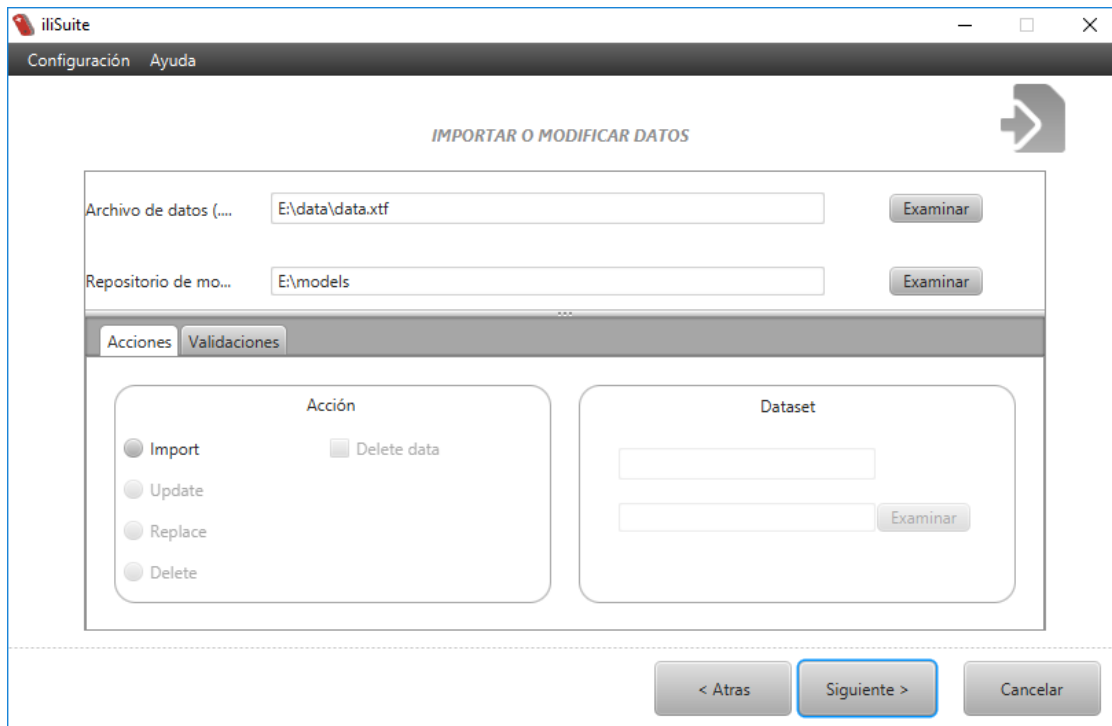 iliSuite
Configuración Ayuda
IMPORTAR O MODIFICAR DATOS
Archivo de datos (.... E:\data\data.xtf Examinar
Repositorio de mo... E:\models Examinar
Acciones Validaciones
Acción
Import Delete data
Update
Replace
Delete
Dataset
Examinar
< Atras Siguiente > Cancelar